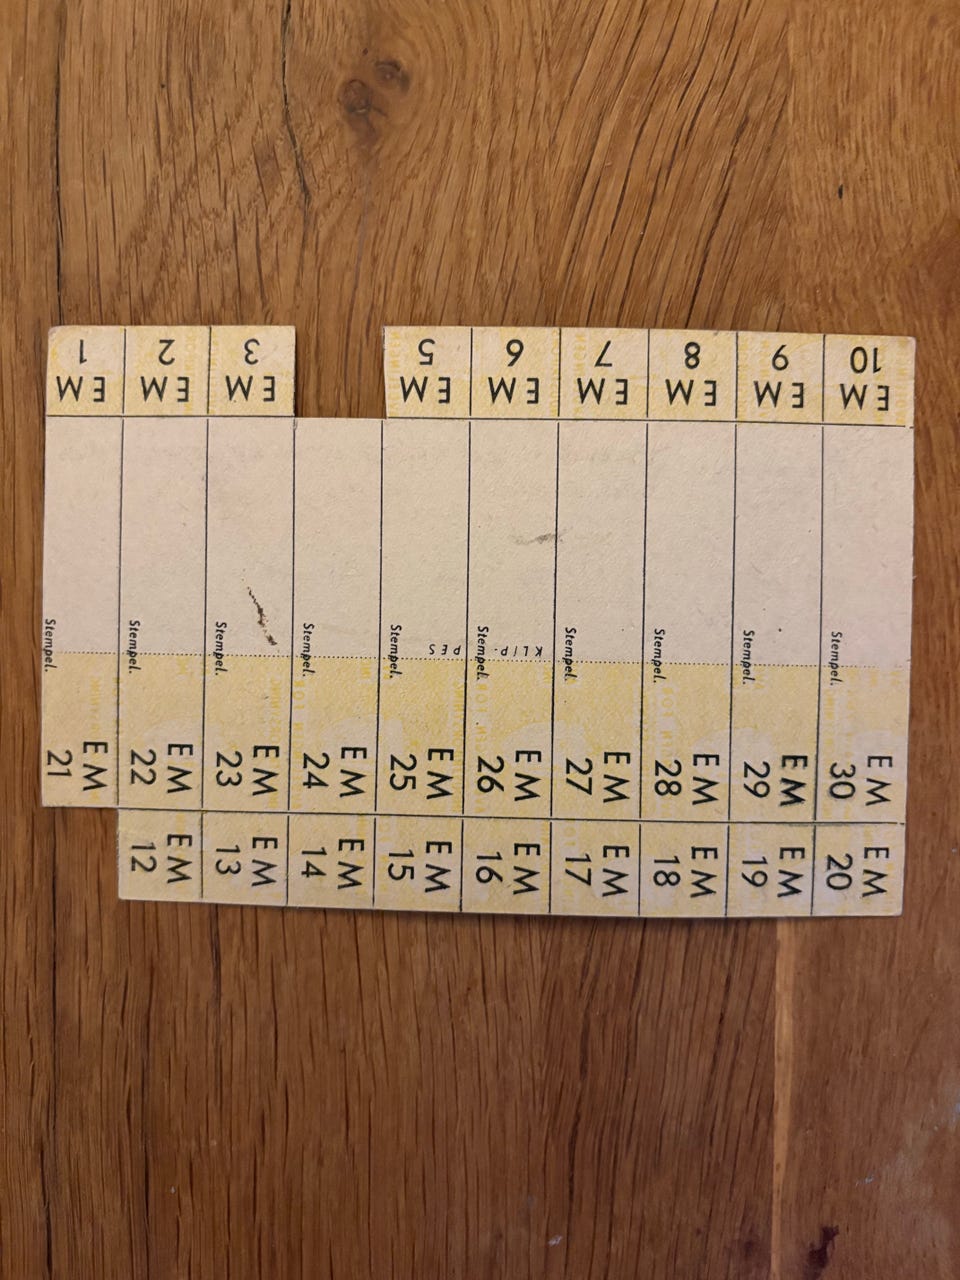 1 2 3 5 6 7 8 9 10
EM EM EM EM EM EM EM EM EM
Stempel. Stempel. Stempel. Stempel. Stempel. Stempel. Stempel. Stempel. Stempel. Stempel.
KLIP-
PES
EM EM EM EM EM EM EM EM EM EM
21 22 23 24 25 26 27 28 29 30
EM EM EM EM EM EM EM EM EM
12 13 14 15 16 17 18 19 20